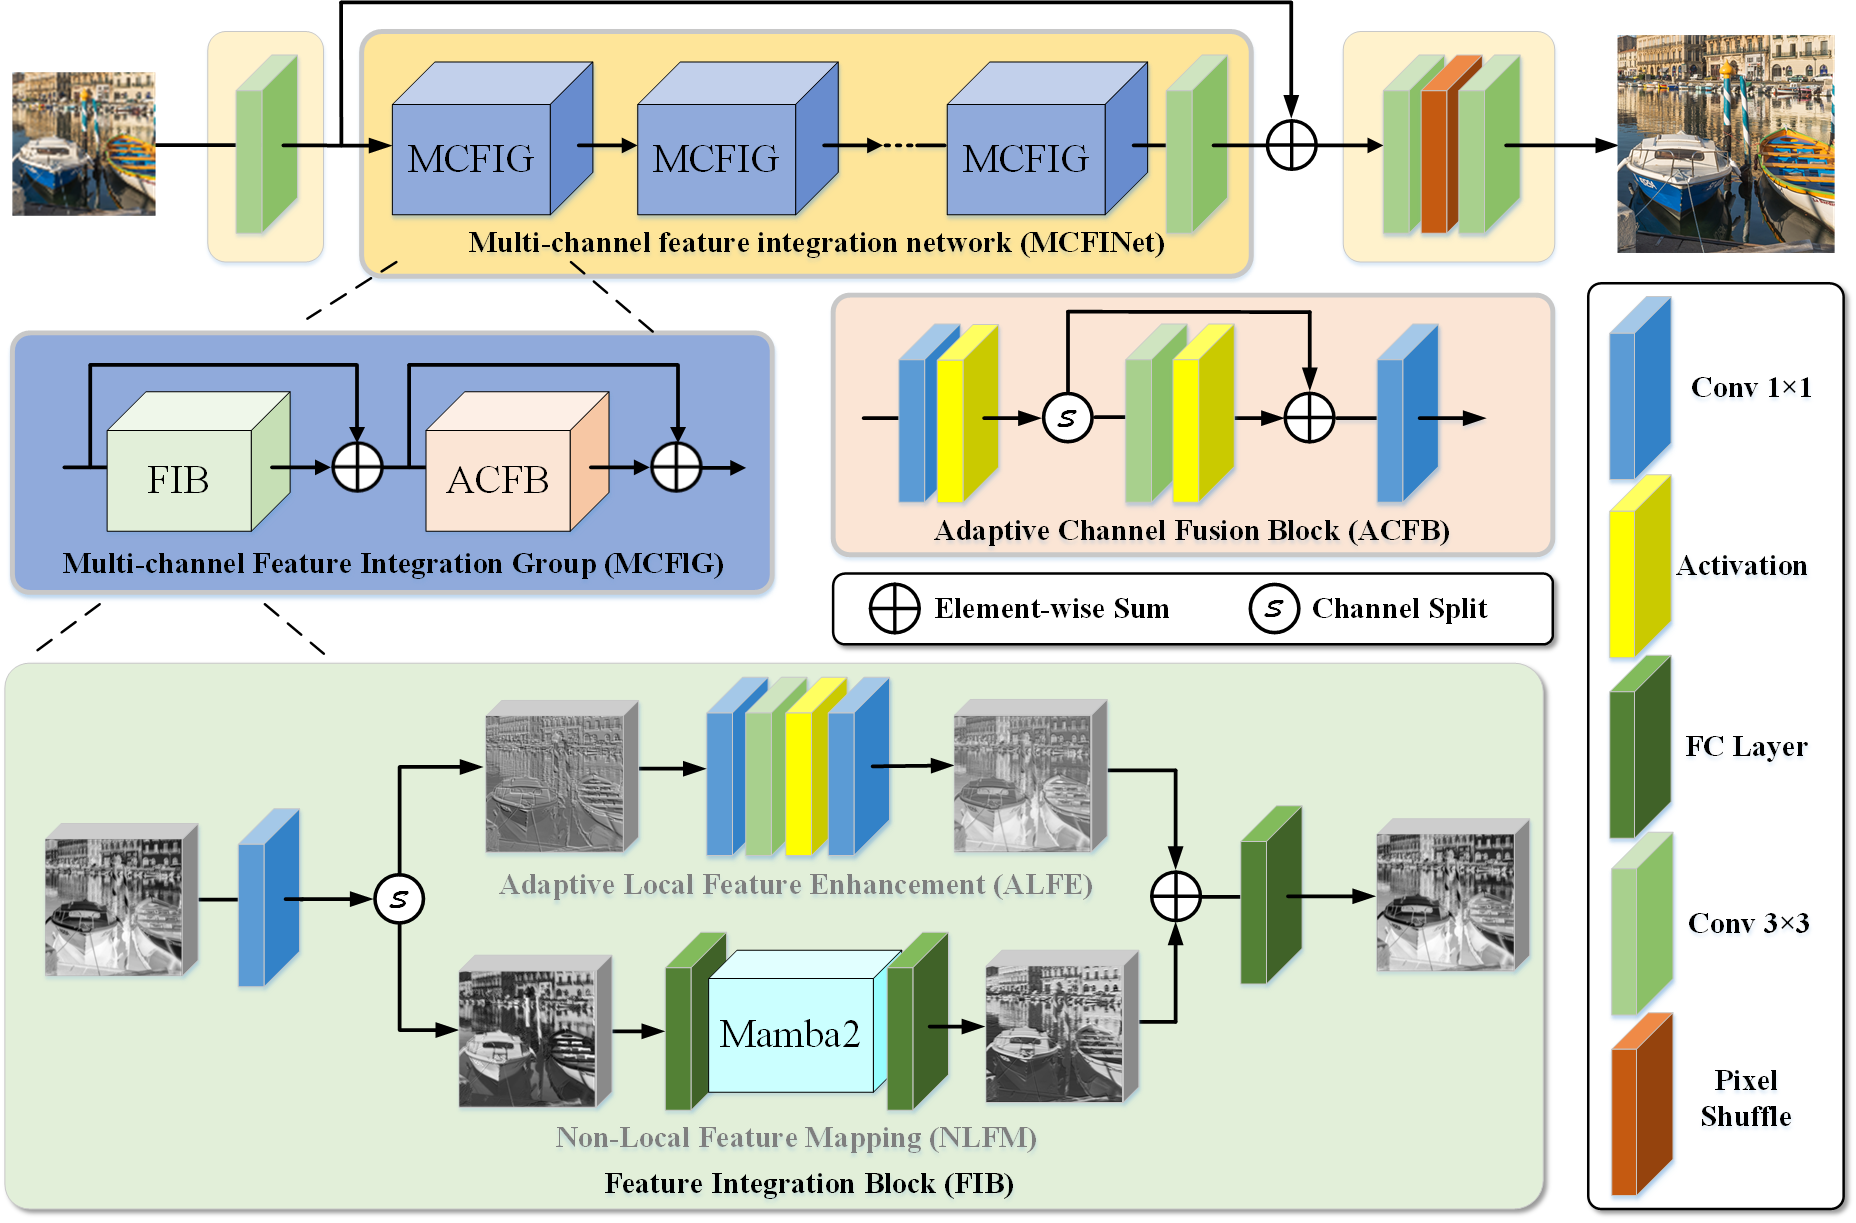 MCFIG
MCFIG
MCFIG
Multi-channel feature integration network (MCFINet)
FIB
ACFB
Multi-channel Feature Integration Group (MCFIG)
S
Adaptive Channel Fusion Block (ACFB)
Element-wise Sum
S
Channel Split
Conv 1×1
Activation
FC Layer
Conv 3×3
Pixel
Shuffle
S
Adaptive Local Feature Enhancement (ALFE)
Mamba2
Non-Local Feature Mapping (NLFM)
Feature Integration Block (FIB)